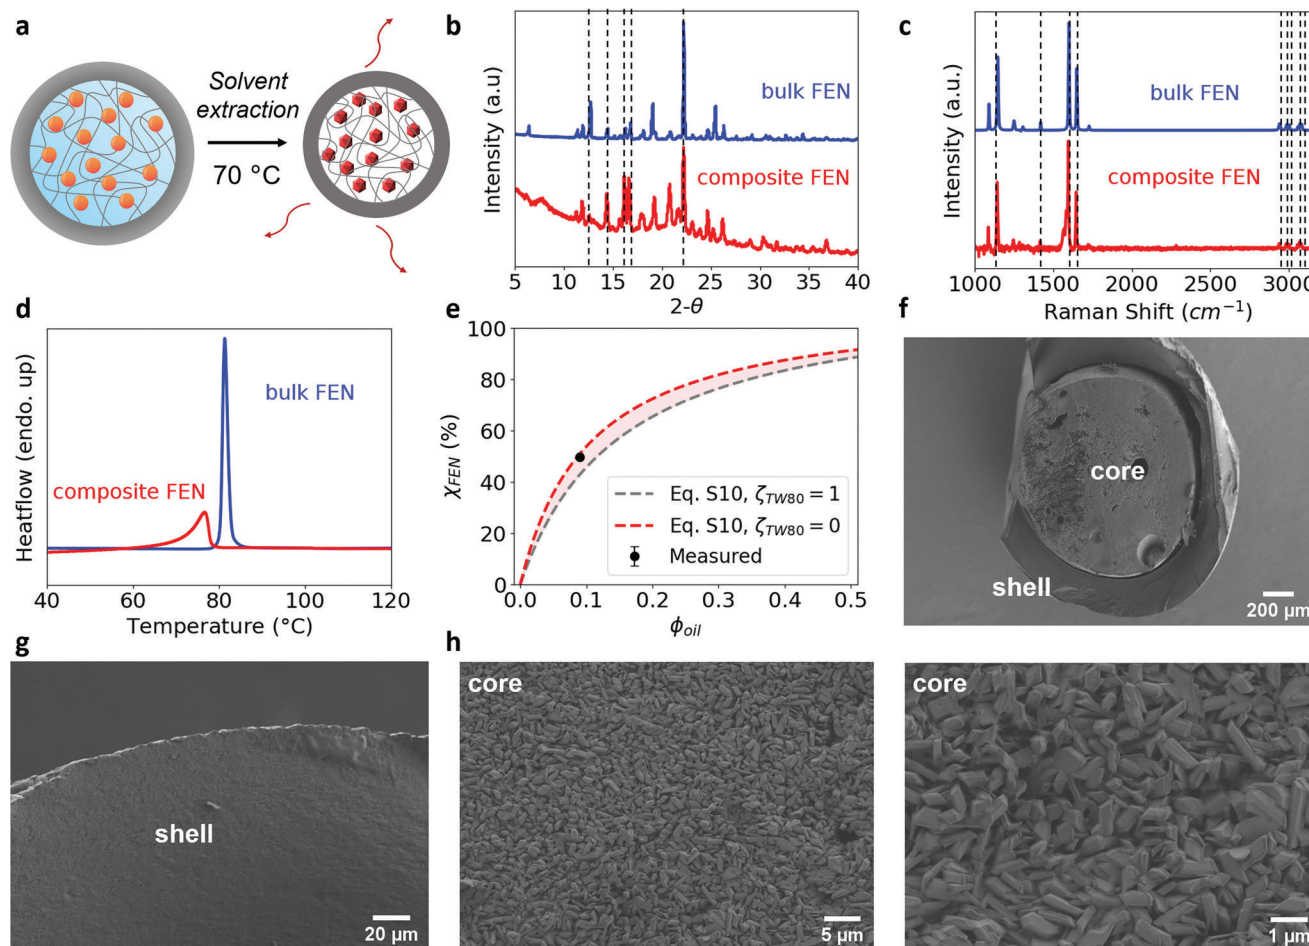 a
Solvent
extraction
70 °C
b
Intensity (a.u)
bulk FEN
composite FEN
5 10 15 20 25 30 35 40
2-θ
c
Intensity (a.u.)
bulk FEN
composite FEN
1000 1500 2000 2500 3000
Raman Shift (cm⁻¹)
d
Heatflow (endo. up)
bulk FEN
composite FEN
40 60 80 100 120
Temperature (°C)
e
χFEN (%)
100
80
60
40
20
0
Eq. S10, ζTW80 = 1
Eq. S10, ζTW80 = 0
Measured
0.0 0.1 0.2 0.3 0.4 0.5
ϕoil
f
core
shell
200 μm
g
shell
20 μm
h
core
5 μm
core
1 μm